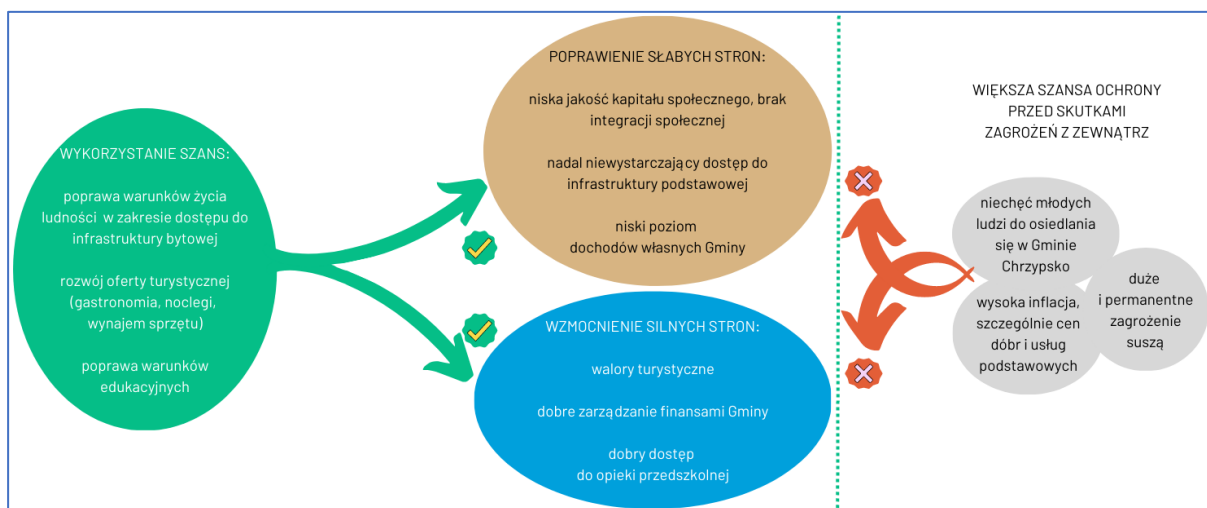 WYKORZYSTANIE SZANS:
poprawa warunków życia
ludności w zakresie dostępu do
infrastruktury bytowej
rozwój oferty turystycznej
(gastronomia, noclegi,
wynajem sprzętu)
poprawa warunków
edukacyjnych
POPRAWIENIE SŁABYCH STRON:
niska jakość kapitału społecznego, brak
integracji społecznej
nadal niewystarczający dostęp do
infrastruktury podstawowej
niski poziom
dochodów własnych Gminy
WZMOCNIENIE SILNYCH STRON:
walory turystyczne
dobre zarządzanie finansami Gminy
dobry dostęp
do opieki przedszkolnej
WIĘKSZA SZANSA OCHRONY
PRZED SKUTKAMI
ZAGROŻEŃ Z ZEWNĄTRZ
niechęć młodych
ludzi do osiedlania
się w Gminie
Chrzypsko
wysoka inflacja,
szczególnie cen
dóbr i usług
podstawowych
duże
i permanentne
zagrożenie
suszą